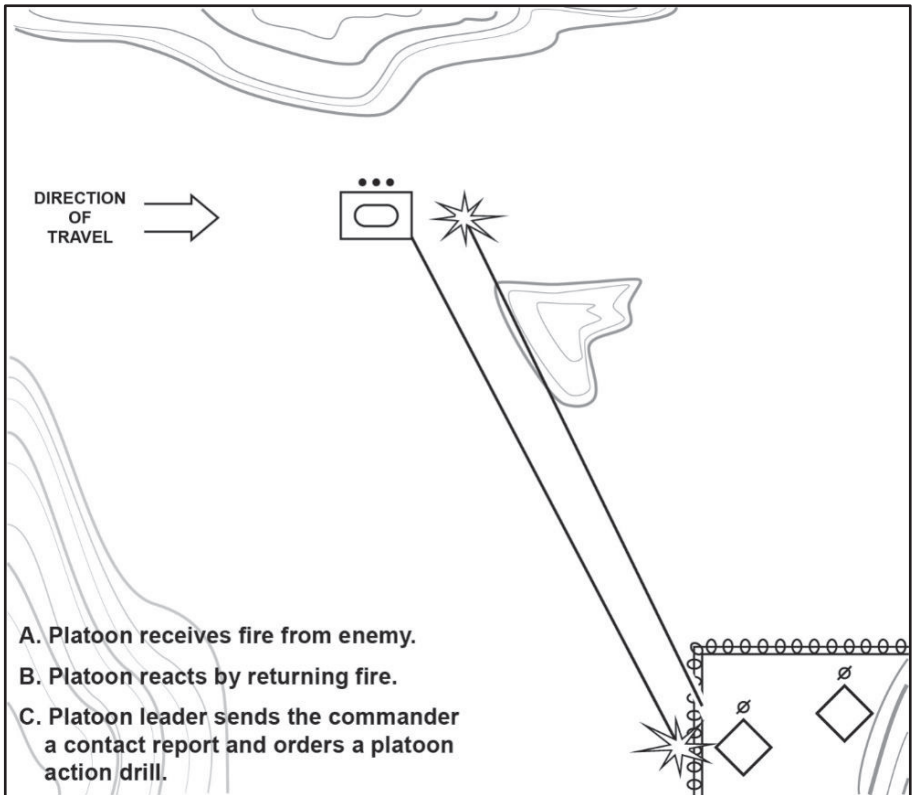 DIRECTION
OF
TRAVEL
A. Platoon receives fire from enemy.
B. Platoon reacts by returning fire.
C. Platoon leader sends the commander
a contact report and orders a platoon
action drill.